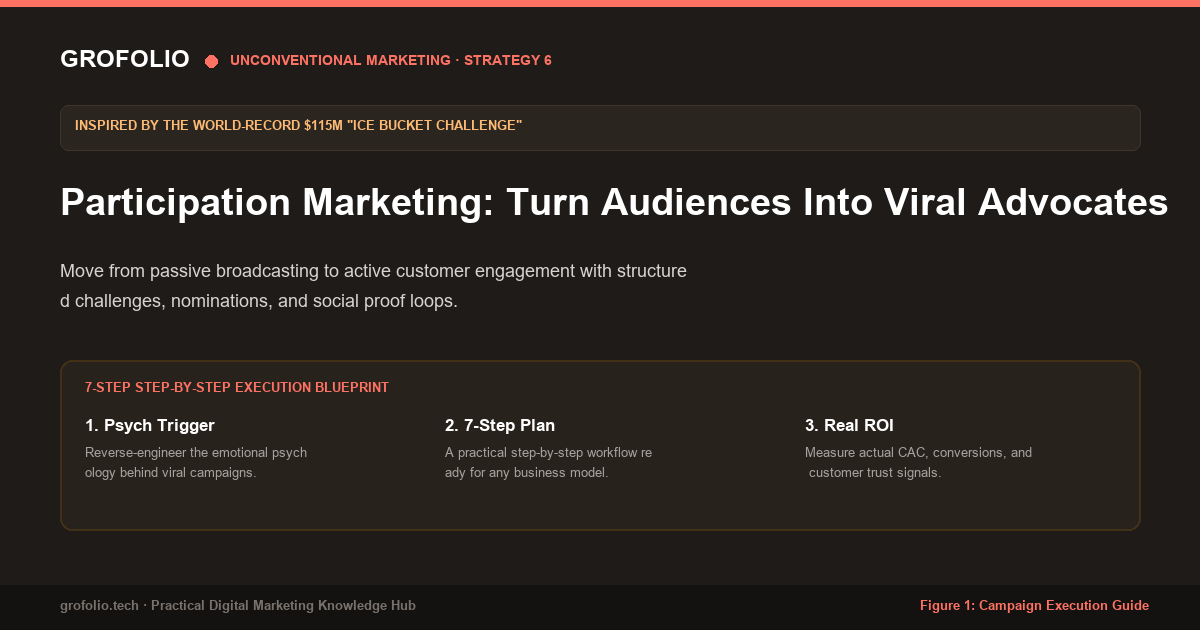 GROFOLIO
UNCONVENTIONAL MARKETING · STRATEGY 6
INSPIRED BY THE WORLD-RECORD $115M "ICE BUCKET CHALLENGE"
Participation Marketing: Turn Audiences Into Viral Advocates
Move from passive broadcasting to active customer engagement with structure
d challenges, nominations, and social proof loops.
7-STEP STEP-BY-STEP EXECUTION BLUEPRINT
1. Psych Trigger
Reverse-engineer the emotional psych
ology behind viral campaigns.
2. 7-Step Plan
A practical step-by-step workflow re
ady for any business model.
3. Real ROI
Measure actual CAC, conversions, and
customer trust signals.
grofolio.tech · Practical Digital Marketing Knowledge Hub
Figure 1: Campaign Execution Guide